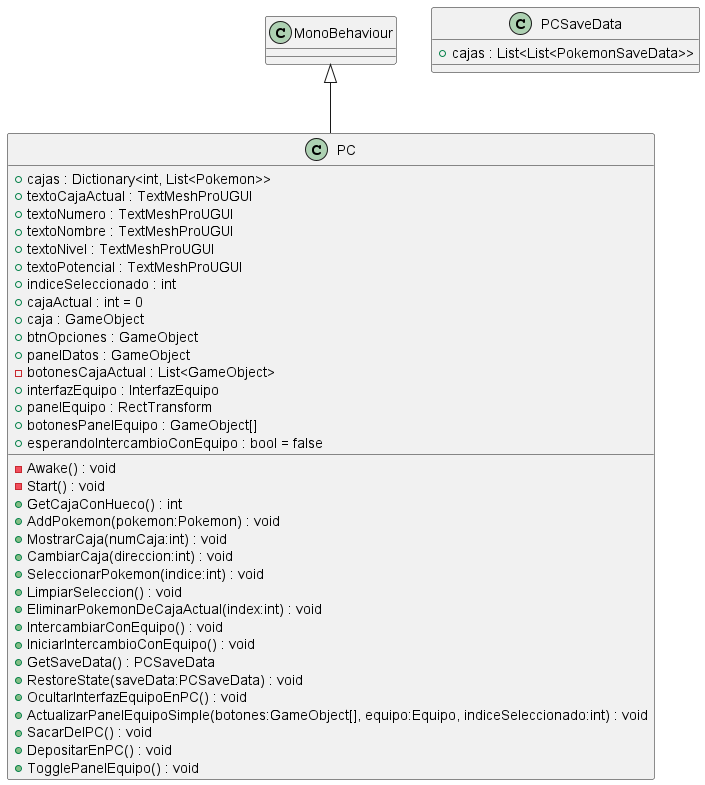 C MonoBehaviour
C PCSaveData
cajas : List<List<PokemonSaveData>>
C PC
cajas : Dictionary<int, List<Pokemon>>
textoCajaActual : TextMeshProUGUI
textoNumero : TextMeshProUGUI
textoNombre : TextMeshProUGUI
textoNivel : TextMeshProUGUI
textoPotencial : TextMeshProUGUI
indiceSeleccionado : int
cajaActual : int = 0
caja : GameObject
btnOpciones : GameObject
panelDatos : GameObject
botonesCajaActual : List<GameObject>
interfazEquipo : InterfazEquipo
panelEquipo : RectTransform
botonesPanelEquipo : GameObject[]
esperandoIntercambioConEquipo : bool = false
Awake() : void
Start() : void
GetCajaConHueco() : int
AddPokemon(pokemon:Pokemon) : void
MostrarCaja(numCaja:int) : void
CambiarCaja(direccion:int) : void
SeleccionarPokemon(indice:int) : void
LimpiarSeleccion() : void
EliminarPokemonDeCajaActual(index:int) : void
IntercambiarConEquipo() : void
IniciarIntercambioConEquipo() : void
GetSaveData() : PCSaveData
RestoreState(saveData:PCSaveData) : void
OcultarInterfazEquipoEnPC() : void
ActualizarPanelEquipoSimple(botones:GameObject[], equipo:Equipo, indiceSeleccionado:int) : void
SacarDelPC() : void
DepositarEnPC() : void
TogglePanelEquipo() : void